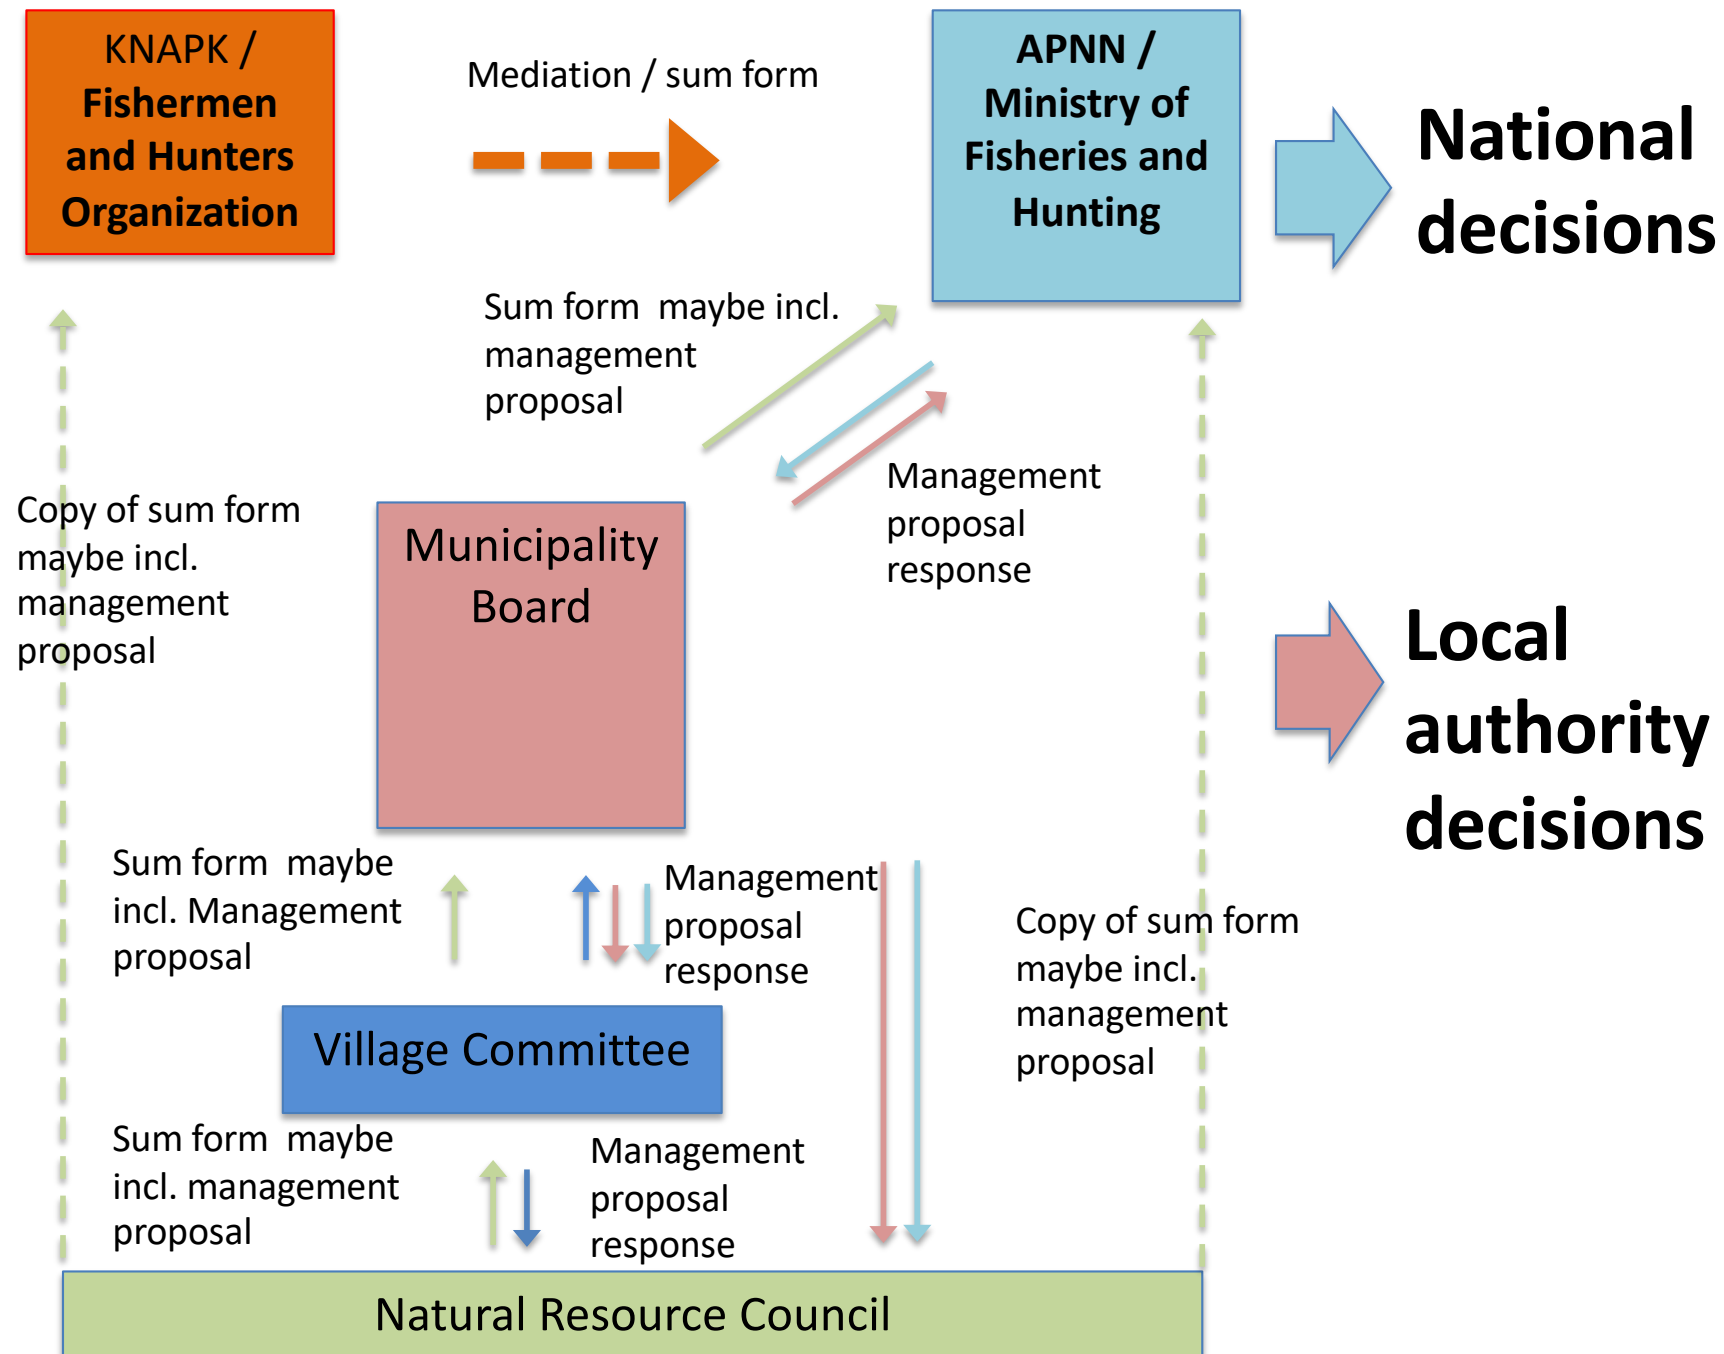 KNAPK /
Fishermen
and Hunters
Organization
Mediation / sum form
APNN /
Ministry of
Fisheries and
Hunting
National
decisions
Sum form  maybe incl.
management
proposal
Management
proposal
response
Copy of sum form
maybe incl.
management
proposal
Municipality
Board
Local
authority
decisions
Sum form  maybe
incl. Management
proposal
Management
proposal
response
Copy of sum form
maybe incl.
management
proposal
Village Committee
Sum form  maybe
incl. management
proposal
Management
proposal
response
Natural Resource Council